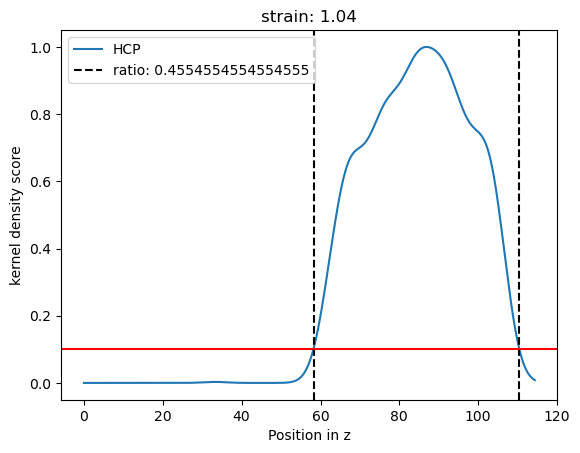 strain: 1.04
HCP
ratio: 0.4554554554554555
1.0
0.8
0.6
0.4
0.2
0.0
kernel density score
0 20 40 60 80 100 120
Position in z